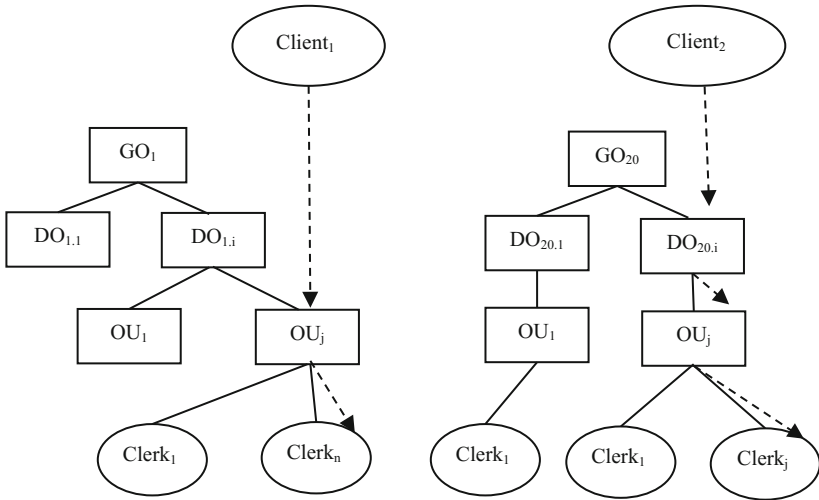 Client₁
Client₂
GO₁
GO₂₀
DO₁.₁
DO₁.ᵢ
DO₂₀.₁
DO₂₀.ᵢ
OU₁
OUⱼ
OU₁
OUⱼ
Clerk₁
Clerkₙ
Clerk₁
Clerk₁
Clerkⱼ